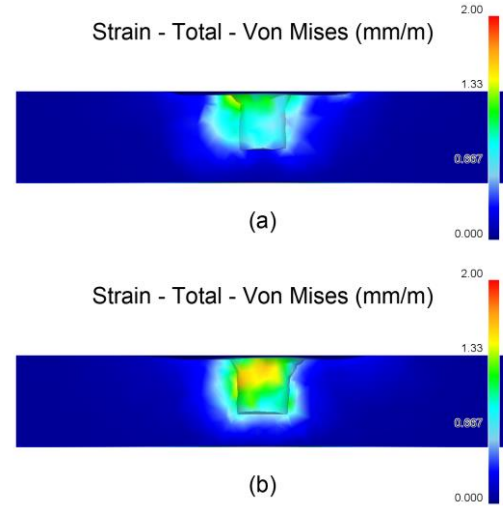 Strain - Total - Von Mises (mm/m)
2.00
1.33
0.667
0.000
(a)
Strain - Total - Von Mises (mm/m)
2.00
1.33
0.667
0.000
(b)